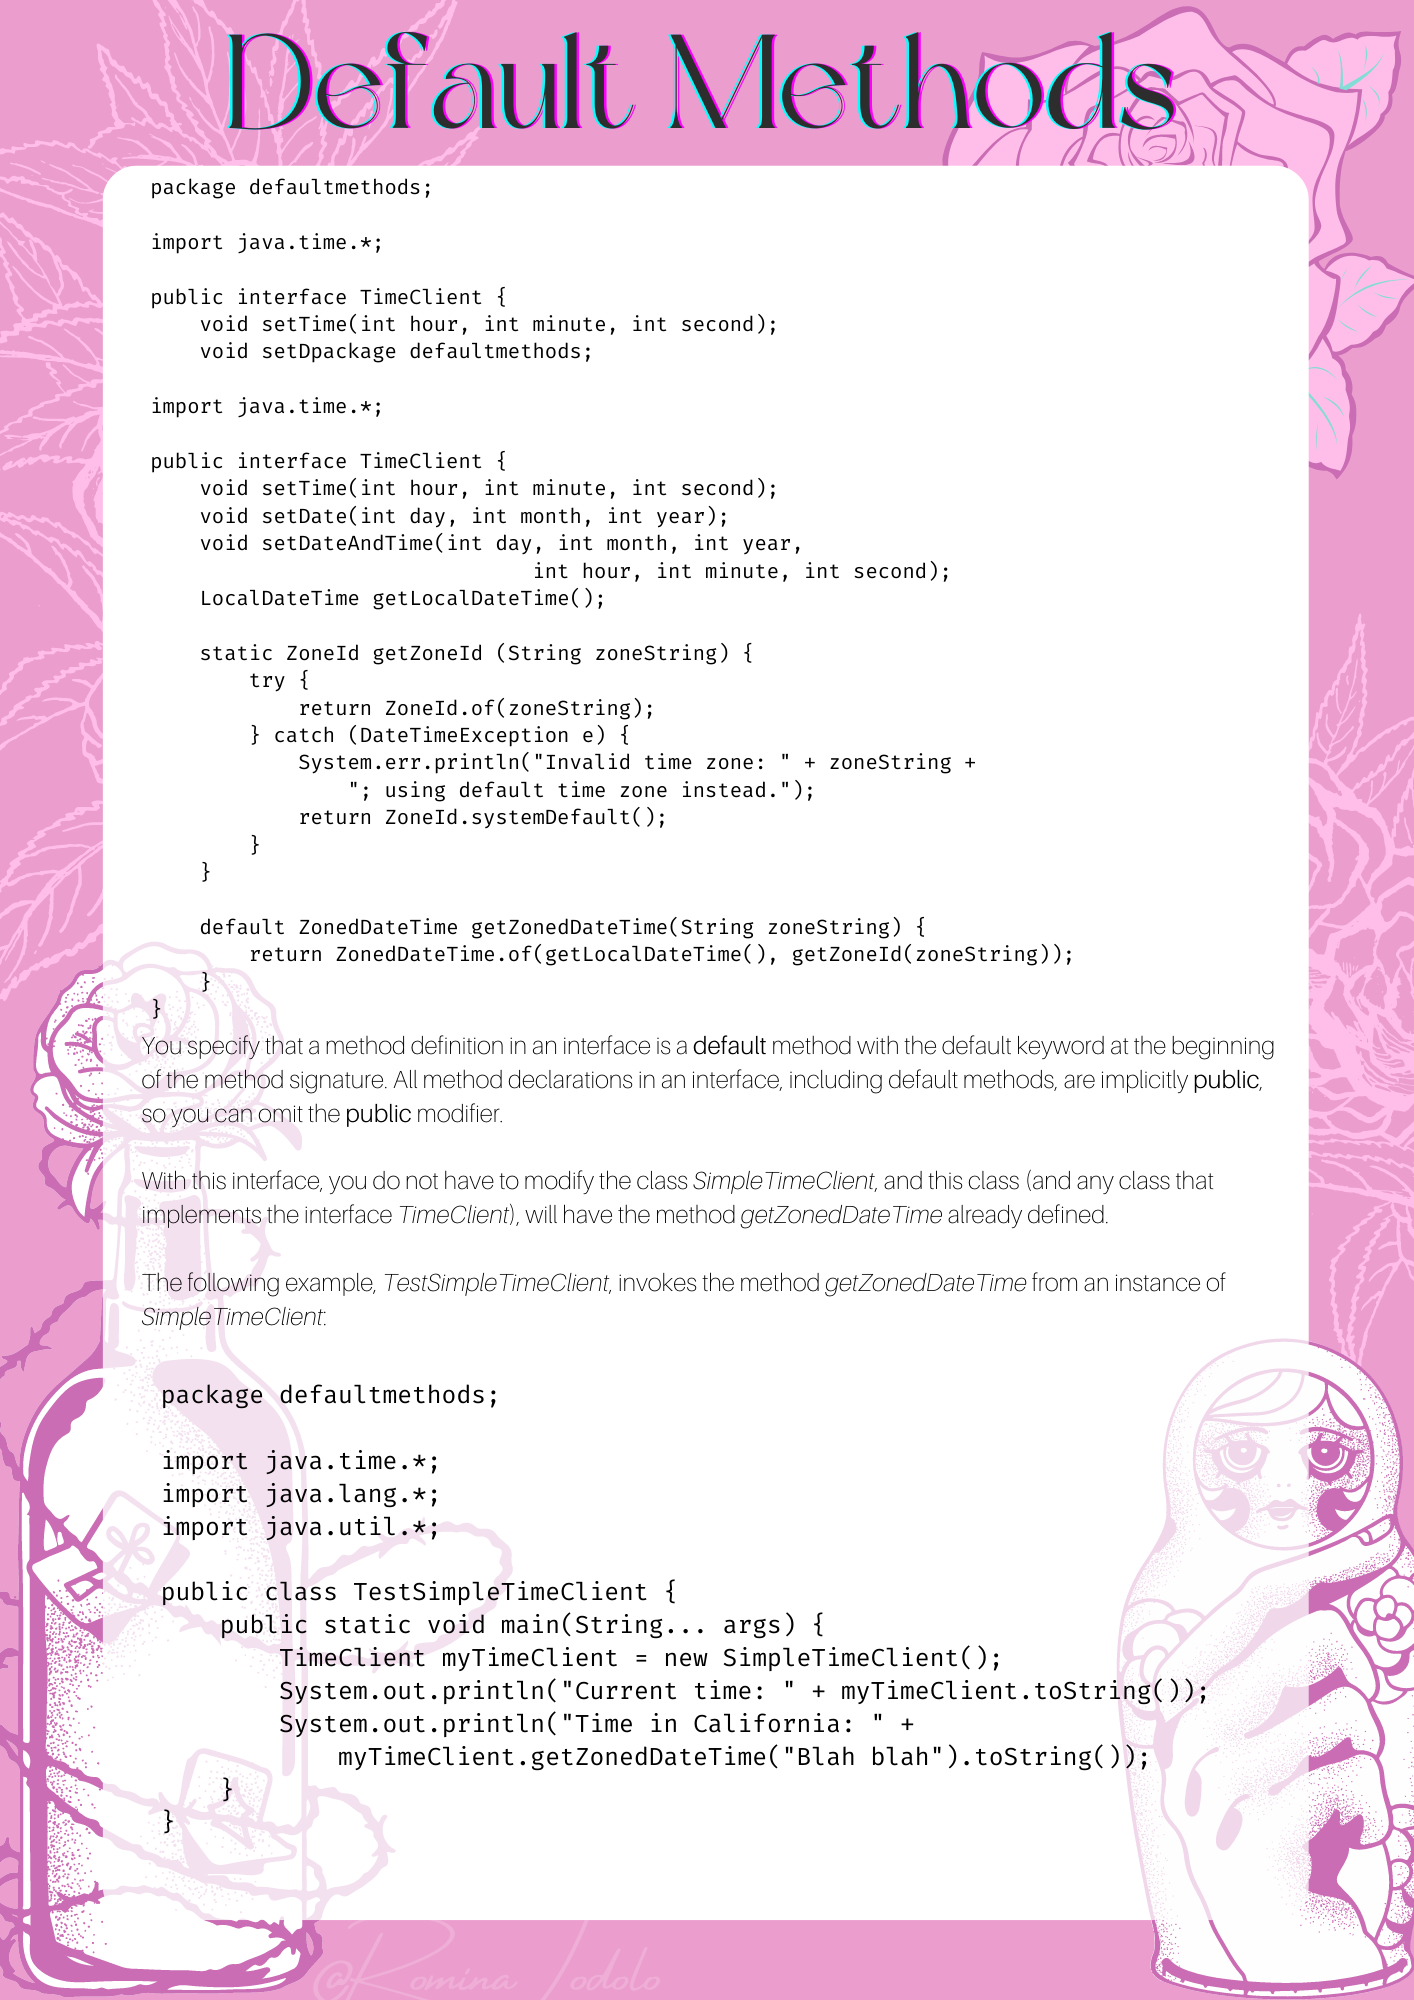 Default Methods
package defaultmethods;
import java.time.*;
public interface TimeClient {
    void setTime(int hour, int minute, int second);
    void setDpackage defaultmethods;
import java.time.*;
public interface TimeClient {
    void setTime(int hour, int minute, int second);
    void setDate(int day, int month, int year);
    void setDateAndTime(int day, int month, int year,
                               int hour, int minute, int second);
    LocalDateTime getLocalDateTime();
    static ZoneId getZoneId (String zoneString) {
        try {
            return ZoneId.of(zoneString);
        } catch (DateTimeException e) {
            System.err.println("Invalid time zone: " + zoneString +
                "; using default time zone instead.");
            return ZoneId.systemDefault();
        }
    }
    default ZonedDateTime getZonedDateTime(String zoneString) {
        return ZonedDateTime.of(getLocalDateTime(), getZoneId(zoneString));
    }
}
You specify that a method definition in an interface is a default method with the default keyword at the beginning
of the method signature. All method declarations in an interface, including default methods, are implicitly public,
so you can omit the public modifier.
With this interface, you do not have to modify the class SimpleTimeClient, and this class (and any class that
implements the interface TimeClient), will have the method getZonedDateTime already defined.
The following example, TestSimpleTimeClient, invokes the method getZonedDateTime from an instance of
SimpleTimeClient:
package defaultmethods;
import java.time.*;
import java.lang.*;
import java.util.*;
public class TestSimpleTimeClient {
    public static void main(String... args) {
        TimeClient myTimeClient = new SimpleTimeClient();
        System.out.println("Current time: " + myTimeClient.toString());
        System.out.println("Time in California: " +
            myTimeClient.getZonedDateTime("Blah blah").toString());
    }
}
@Romina Iodolo